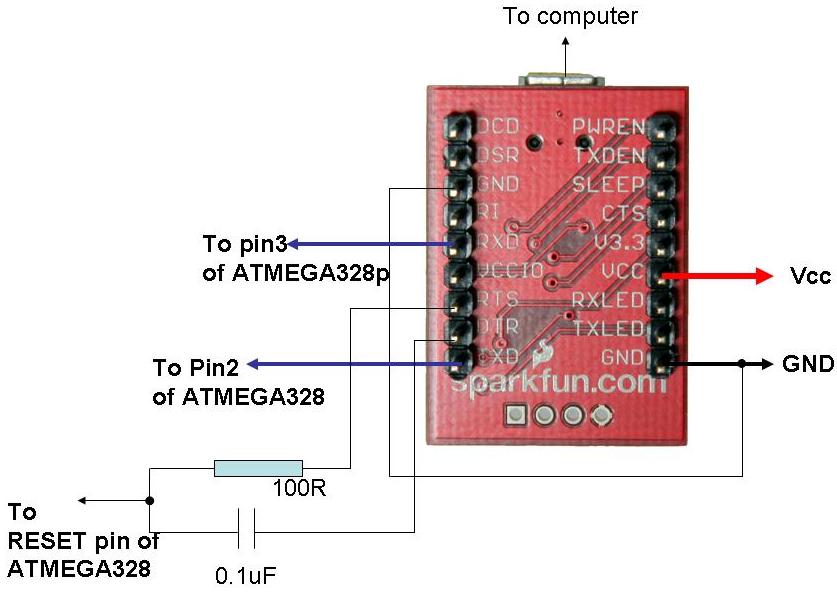 To computer
DCD
DSR
GND
RI
RXD
VCCIO
RTS
DTR
TXD
PWREN
TXDEN
SLEEP
CTS
V3.3
VCC
RXLED
TXLED
GND
sparkfun.com
To pin3
of ATMEGA328p
To Pin2
of ATMEGA328
Vcc
GND
100R
To
RESET pin of
ATMEGA328
0.1uF